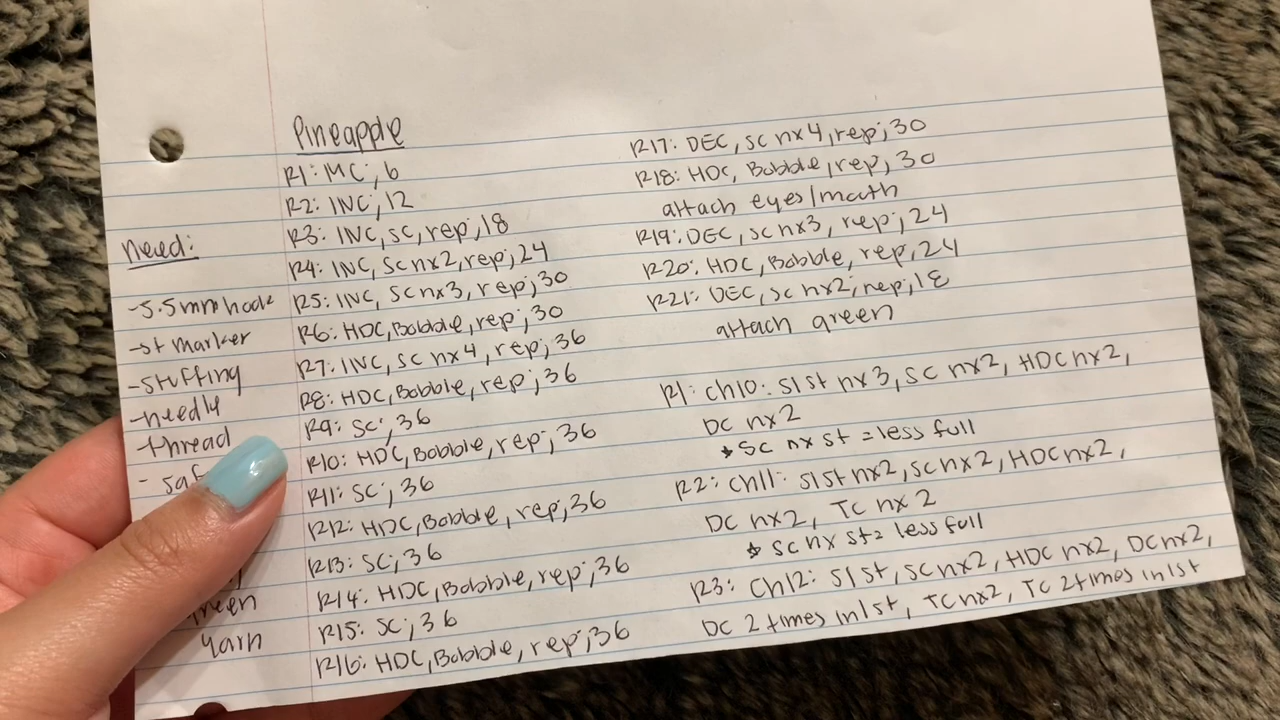 Pineapple
R1: MC; 6
R2: INC; 12
R3: INC, SC, rep; 18
R4: INC, SC nx2, rep; 24
R5: INC, SC nx3, rep; 30
R6: HDC, Bobble, rep; 30
R7: INC, SC nx4, rep; 36
R8: HDC, Bobble, rep; 36
R9: SC; 36
R10: HDC, Bobble, rep; 36
R11: SC; 36
R12: HDC, Bobble, rep; 36
R13: SC; 36
R14: HDC, Bobble, rep; 36
R15: SC; 36
R16: HDC, Bobble, rep; 36
need:
-5.5mm hook
-st marker
-stuffing
-needle
-thread
- saf
green
yarn
R17: DEC, SC nx4, rep; 30
R18: HDC, Bobble, rep; 30
attach eyes/mouth
R19: DEC, SC nx3, rep; 24
R20: HDC, Bobble, rep; 24
R21: DEC, SC nx2, rep; 18
attach green
R1: Ch10: Sl st nx3, SC nx2, HDC nx2,
DC nx2
* SC nx st = less full
R2: Ch11: Sl st nx2, SC nx2, HDC nx2,
DC nx2, TC nx2
* SC nx st = less full
R3: Ch12: Sl st, SC nx2, HDC nx2, DC nx2,
DC 2 times in 1 st, TC nx2, TC 2 times in 1 st